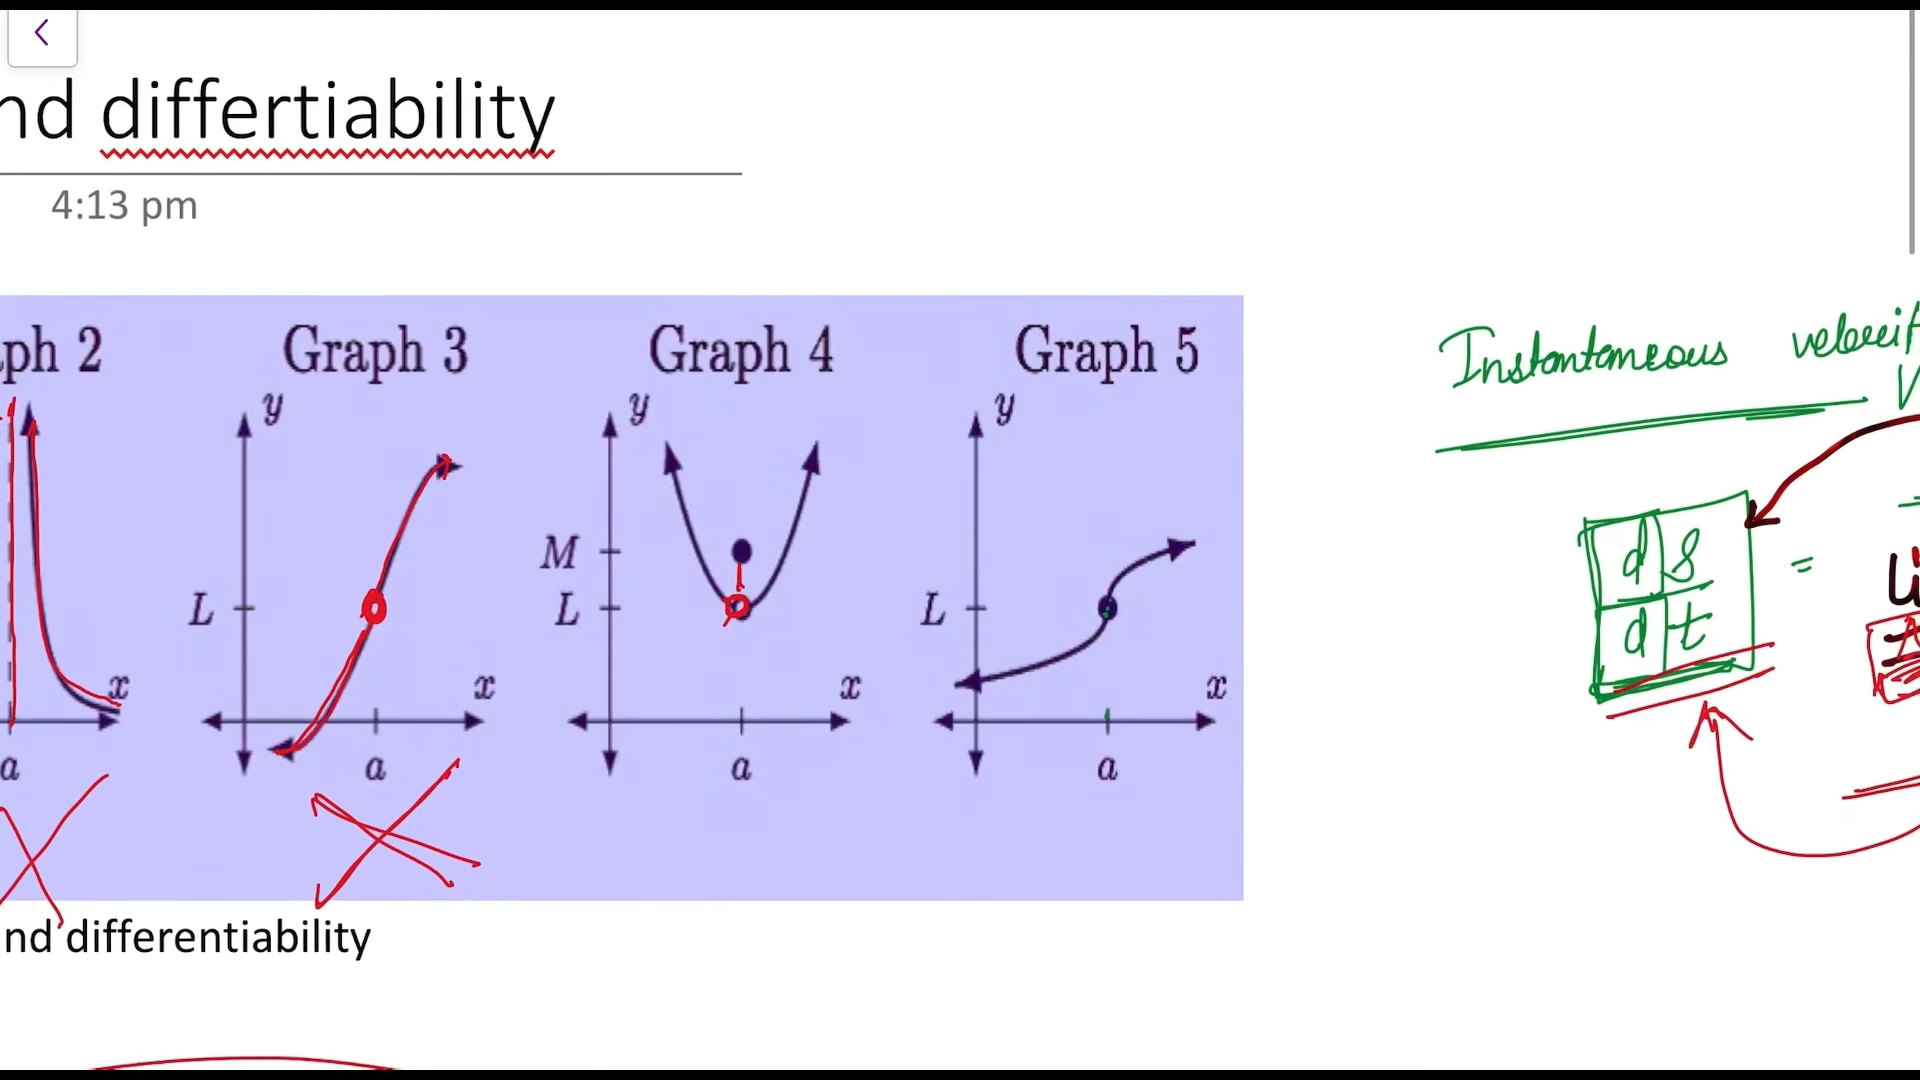 nd differtiability
4:13 pm
ph 2
Graph 3
Graph 4
Graph 5
y
y
y
M
L
L
L
x
x
x
x
a
a
a
a
Instantaneous
V
ds
=
dt
nd differentiability